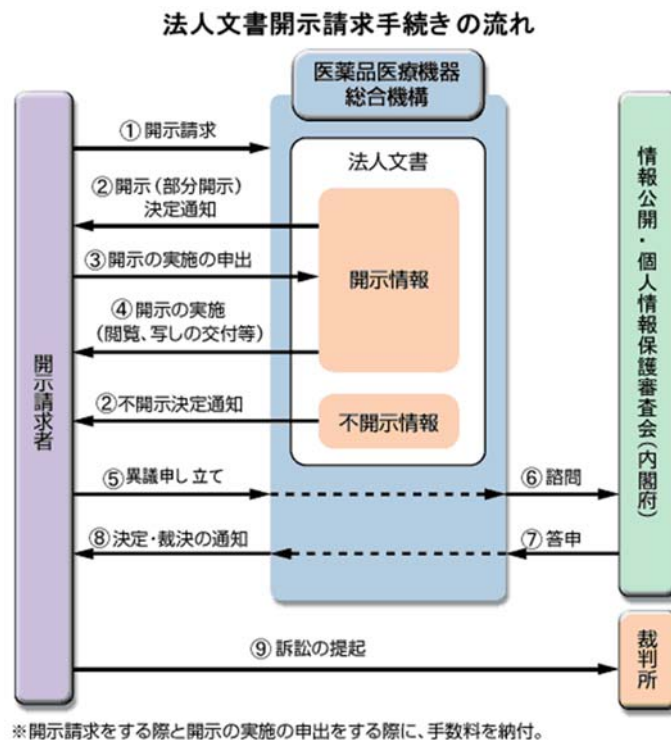 法人文書開示請求手続きの流れ
医薬品医療機器
総合機構
①開示請求
法人文書
②開示(部分開示)
決定通知
③開示の実施の申出
開示情報
④開示の実施
(閲覧、写しの交付等)
②不開示決定通知
不開示情報
⑤異議申し立て
⑥諮問
⑧決定・裁決の通知
⑦答申
⑨訴訟の提起
開示請求者
情報公開・個人情報保護審査会(内閣府)
裁判所
※開示請求をする際と開示の実施の申出をする際に、手数料を納付。